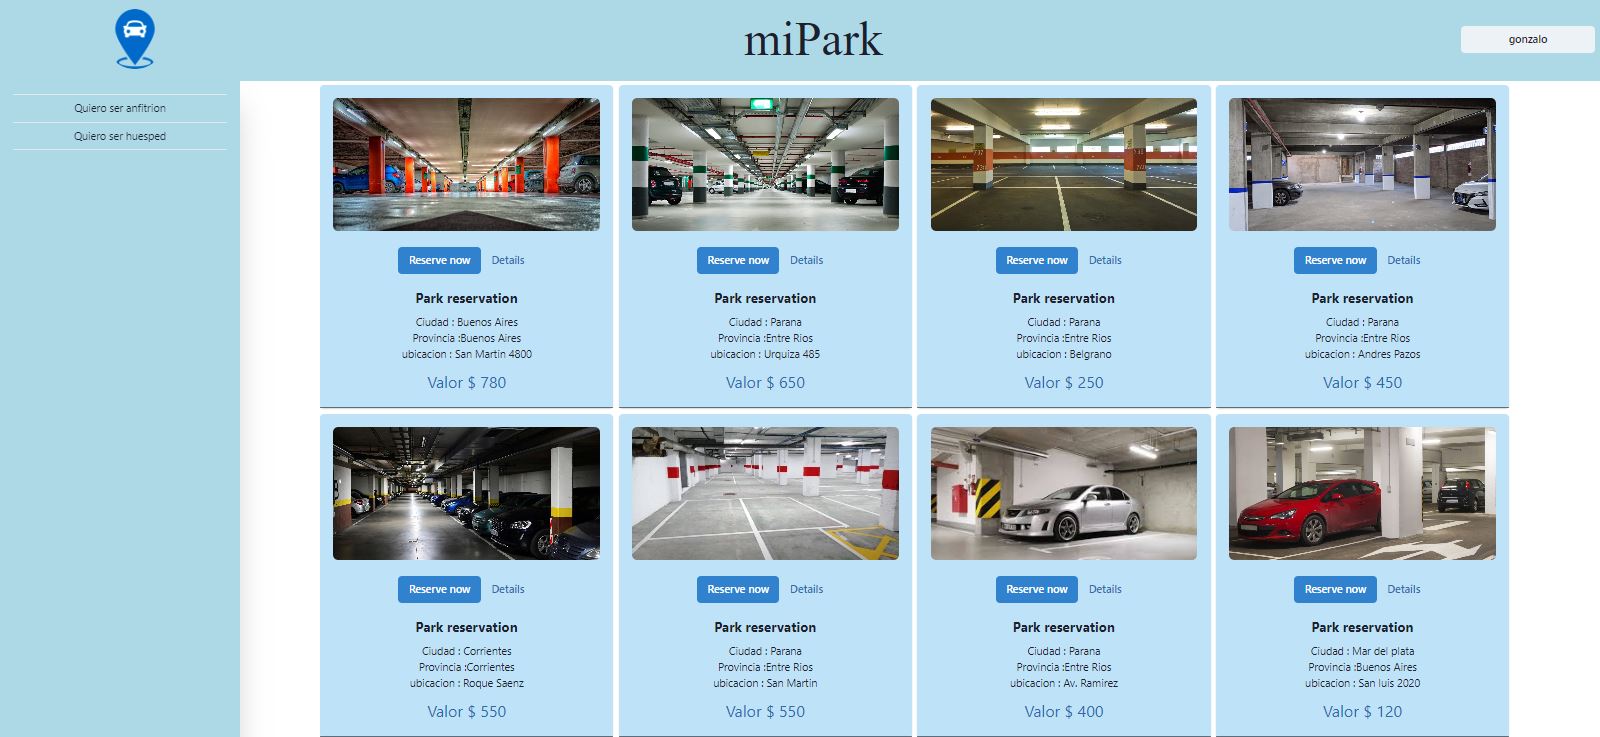 miPark
gonzalo
Quiero ser anfitrion
Quiero ser huesped
Reserve now Details
Park reservation
Ciudad : Buenos Aires
Provincia :Buenos Aires
ubicacion : San Martin 4800
Valor $ 780
Reserve now Details
Park reservation
Ciudad : Parana
Provincia :Entre Rios
ubicacion : Urquiza 485
Valor $ 650
Reserve now Details
Park reservation
Ciudad : Parana
Provincia :Entre Rios
ubicacion : Belgrano
Valor $ 250
Reserve now Details
Park reservation
Ciudad : Parana
Provincia :Entre Rios
ubicacion : Andres Pazos
Valor $ 450
Reserve now Details
Park reservation
Ciudad : Corrientes
Provincia :Corrientes
ubicacion : Roque Saenz
Valor $ 550
Reserve now Details
Park reservation
Ciudad : Parana
Provincia :Entre Rios
ubicacion : San Martin
Valor $ 550
Reserve now Details
Park reservation
Ciudad : Parana
Provincia :Entre Rios
ubicacion : Av. Ramirez
Valor $ 400
Reserve now Details
Park reservation
Ciudad : Mar del plata
Provincia :Buenos Aires
ubicacion : San luis 2020
Valor $ 120